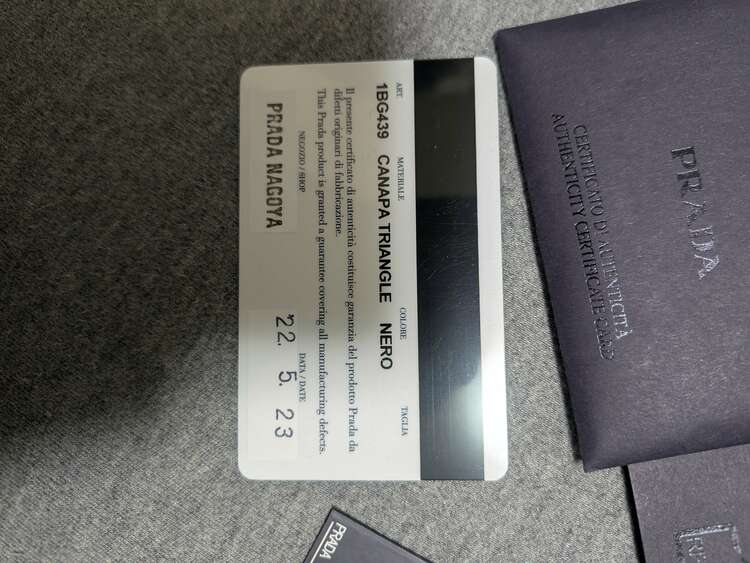 ART.
MATERIALE
COLORE
TAGLIA
1BG439 CANAPA TRIANGLE NERO
Il presente certificato di autenticità costituisce garanzia del prodotto Prada da
difetti originari di fabbricazione.
This Prada product is granted a guarantee covering all manufacturing defects.
NEGOZIO / SHOP
DATA / DATE
PRADA NAGOYA
'22. 5. 23
PRADA
CERTIFICATO DI AUTENTICITÀ
AUTHENTICITY CERTIFICATE CARD
PRADA